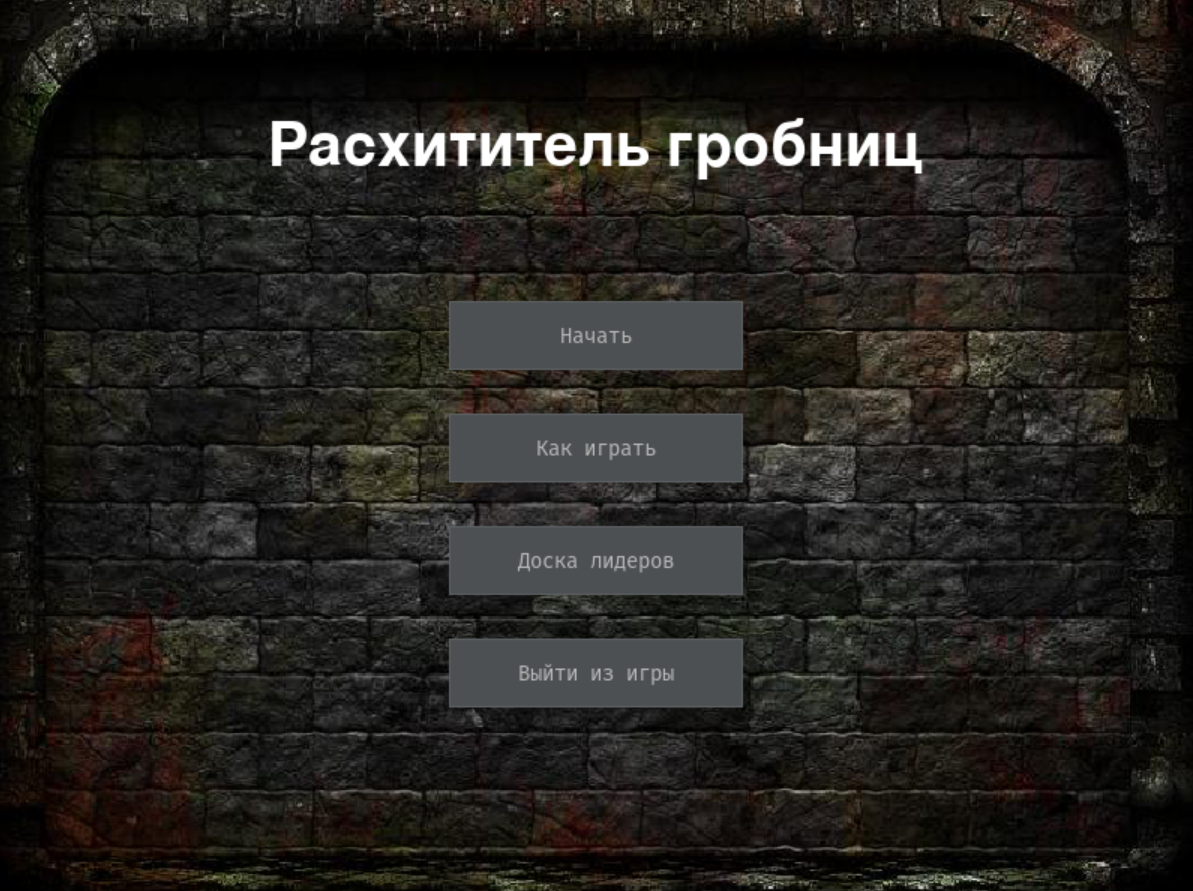 Расхититель гробниц
Начать
Как играть
Доска лидеров
Выйти из игры